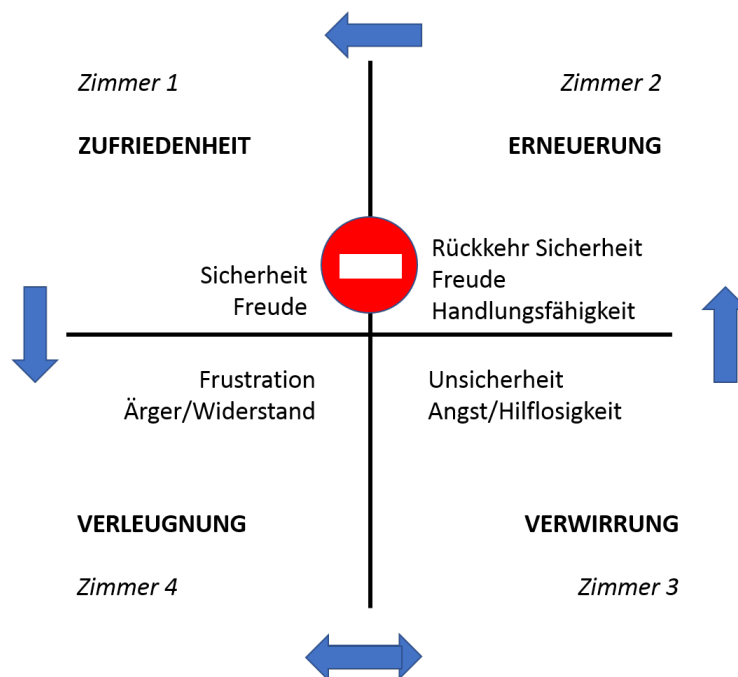 Zimmer 1
ZUFRIEDENHEIT
Sicherheit
Freude
Zimmer 2
ERNEUERUNG
Rückkehr Sicherheit
Freude
Handlungsfähigkeit
Frustration
Ärger/Widerstand
VERLEUGNUNG
Zimmer 4
Unsicherheit
Angst/Hilflosigkeit
VERWIRRUNG
Zimmer 3